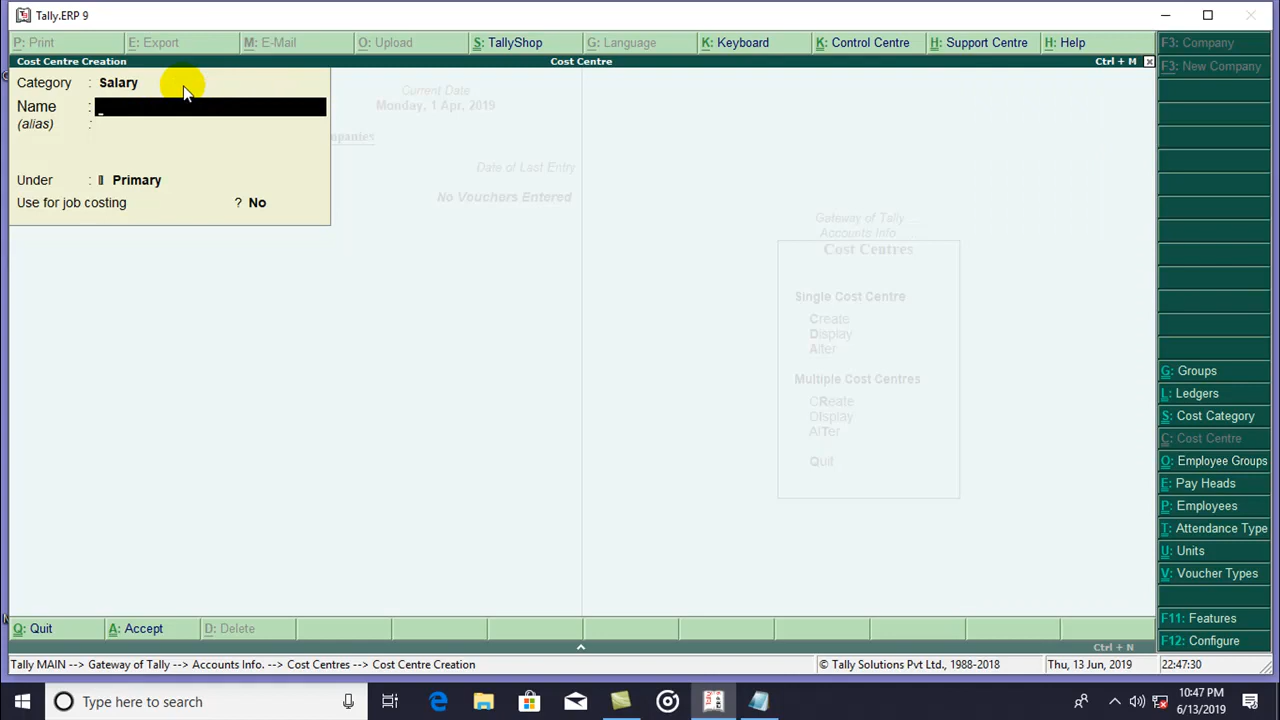 Tally.ERP 9
P: Print
E: Export
M: E-Mail
O: Upload
S: TallyShop
G: Language
K: Keyboard
K: Control Centre
H: Support Centre
H: Help
Cost Centre Creation
Cost Centre
Ctrl + M
Category : Salary
Name :
(alias) :
Under : Primary
Use for job costing ? No
Current Date
Monday, 1 Apr, 2019
Date of Last Entry
No Vouchers Entered
Gateway of Tally....
Accounts Info....
Cost Centres
Single Cost Centre
Create
Display
Alter
Multiple Cost Centres
CReate
DIsplay
AlTer
Quit
F3: Company
F3: New Company
G: Groups
L: Ledgers
S: Cost Category
C: Cost Centre
O: Employee Groups
E: Pay Heads
P: Employees
T: Attendance Type
U: Units
V: Voucher Types
F11: Features
F12: Configure
Q: Quit
A: Accept
D: Delete
Ctrl + N
Tally MAIN --> Gateway of Tally --> Accounts Info. --> Cost Centres --> Cost Centre Creation
© Tally Solutions Pvt Ltd., 1988-2018
Thu, 13 Jun, 2019
22:47:30
Type here to search
10:47 PM
6/13/2019